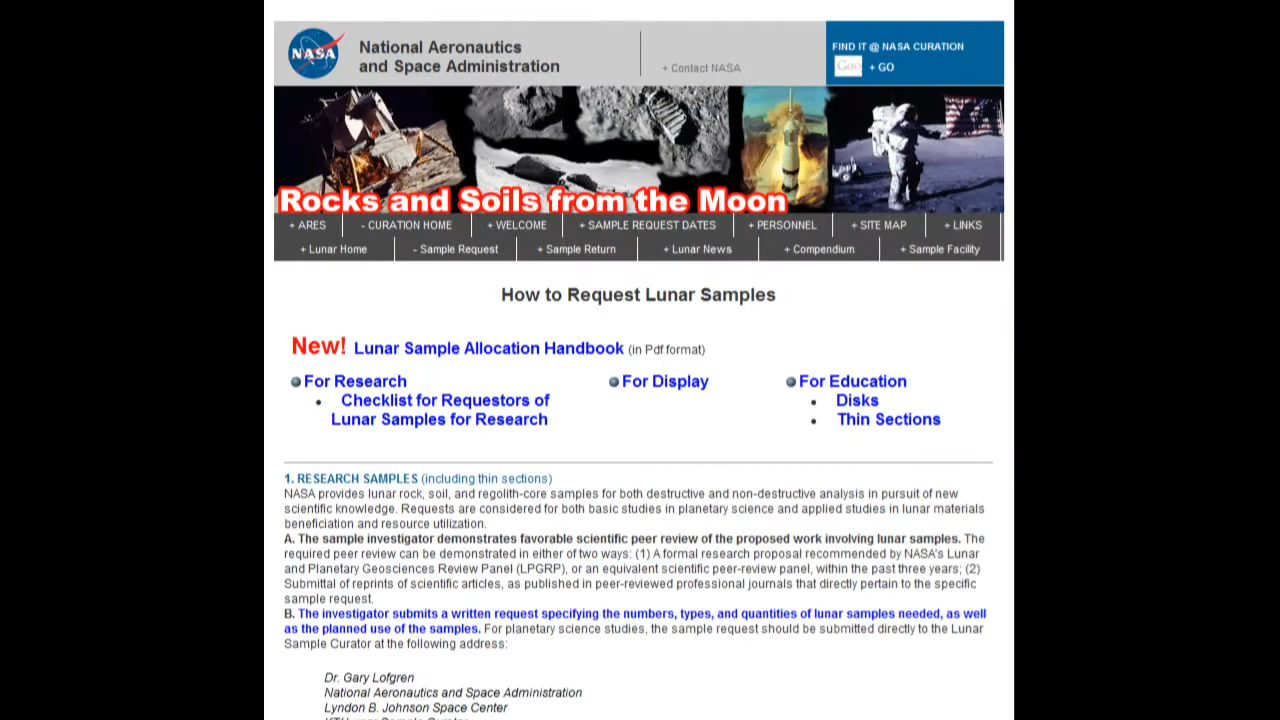 NASA
National Aeronautics
and Space Administration
+ Contact NASA
FIND IT @ NASA CURATION
Goo
+ GO
Rocks and Soils from the Moon
+ ARES
- CURATION HOME
+ WELCOME
+ SAMPLE REQUEST DATES
+ PERSONNEL
+ SITE MAP
+ LINKS
+ Lunar Home
- Sample Request
+ Sample Return
+ Lunar News
+ Compendium
+ Sample Facility
How to Request Lunar Samples
New! Lunar Sample Allocation Handbook (in Pdf format)
For Research
Checklist for Requestors of
Lunar Samples for Research
For Display
For Education
Disks
Thin Sections
1. RESEARCH SAMPLES (including thin sections)
NASA provides lunar rock, soil, and regolith-core samples for both destructive and non-destructive analysis in pursuit of new
scientific knowledge. Requests are considered for both basic studies in planetary science and applied studies in lunar materials
beneficiation and resource utilization.
A. The sample investigator demonstrates favorable scientific peer review of the proposed work involving lunar samples. The
required peer review can be demonstrated in either of two ways: (1) A formal research proposal recommended by NASA's Lunar
and Planetary Geosciences Review Panel (LPGRP), or an equivalent scientific peer-review panel, within the past three years; (2)
Submittal of reprints of scientific articles, as published in peer-reviewed professional journals that directly pertain to the specific
sample request.
B. The investigator submits a written request specifying the numbers, types, and quantities of lunar samples needed, as well
as the planned use of the samples. For planetary science studies, the sample request should be submitted directly to the Lunar
Sample Curator at the following address:
Dr. Gary Lofgren
National Aeronautics and Space Administration
Lyndon B. Johnson Space Center